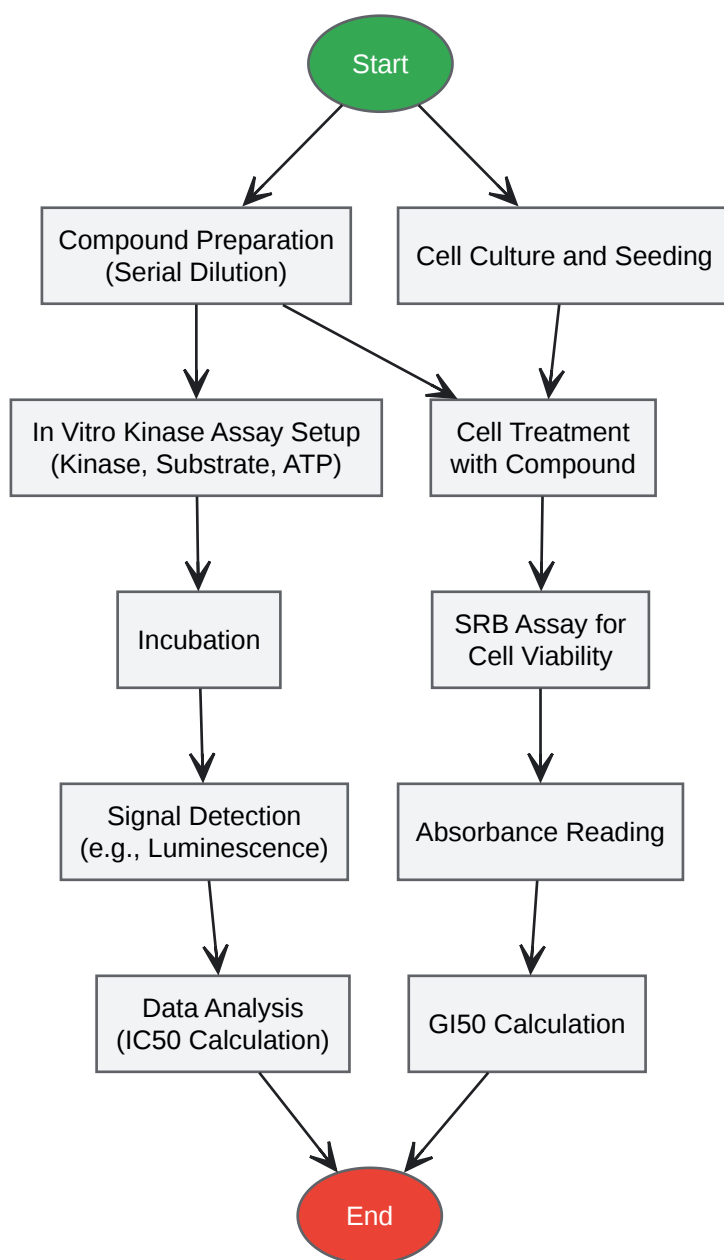 Start
Compound Preparation
(Serial Dilution)
Cell Culture and Seeding
In Vitro Kinase Assay Setup
(Kinase, Substrate, ATP)
Cell Treatment
with Compound
Incubation
SRB Assay for
Cell Viability
Signal Detection
(e.g., Luminescence)
Absorbance Reading
Data Analysis
(IC50 Calculation)
GI50 Calculation
End